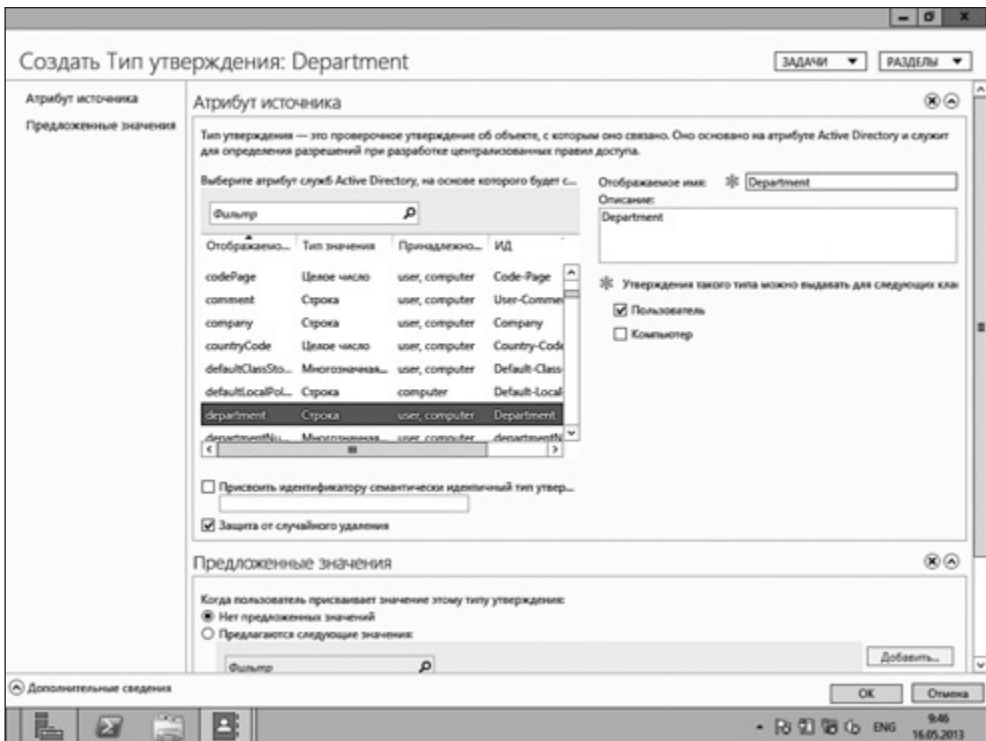 Создать Тип утверждения: Department
ЗАДАЧИ
РАЗДЕЛЫ
Атрибут источника
Предложенные значения
Атрибут источника
Тип утверждения — это проверочное утверждение об объекте, с которым оно связано. Оно основано на атрибуте Active Directory и служит
для определения разрешений при разработке централизованных правил доступа.
Выберите атрибут служб Active Directory, на основе которого будет с...
Фильтр
Отображаемо... Тип значения Принадлежно... ИД
codePage Целое число user, computer Code-Page
comment Строка user, computer User-Comme
company Строка user, computer Company
countryCode Целое число user, computer Country-Code
defaultClassSto... Многозначная... user, computer Default-Class-
defaultLocalPol... Строка computer Default-Local-
department Строка user, computer Department
departmentNu... Многозначная... user, computer departmentN
Присвоить идентификатору семантически идентичный тип утвер...
Защита от случайного удаления
Отображаемое имя: Department
Описание:
Department
Утверждения такого типа можно выдавать для следующих клас
Пользователь
Компьютер
Предложенные значения
Когда пользователь присваивает значение этому типу утверждения:
Нет предложенных значений
Предлагаются следующие значения:
Фильтр
Добавить...
Дополнительные сведения
ОК
Отмена
ENG
9:46
16.05.2013